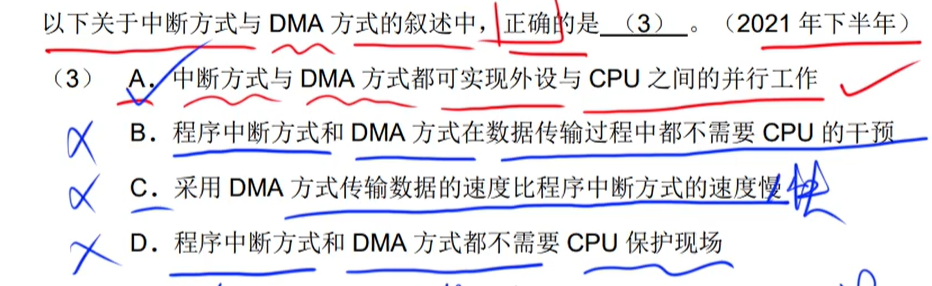 以下关于中断方式与 DMA 方式的叙述中，正确的是 （3） 。（2021 年下半年）
（3） A．中断方式与 DMA 方式都可实现外设与 CPU 之间的并行工作
B．程序中断方式和 DMA 方式在数据传输过程中都不需要 CPU 的干预
C．采用 DMA 方式传输数据的速度比程序中断方式的速度慢 快
D．程序中断方式和 DMA 方式都不需要 CPU 保护现场